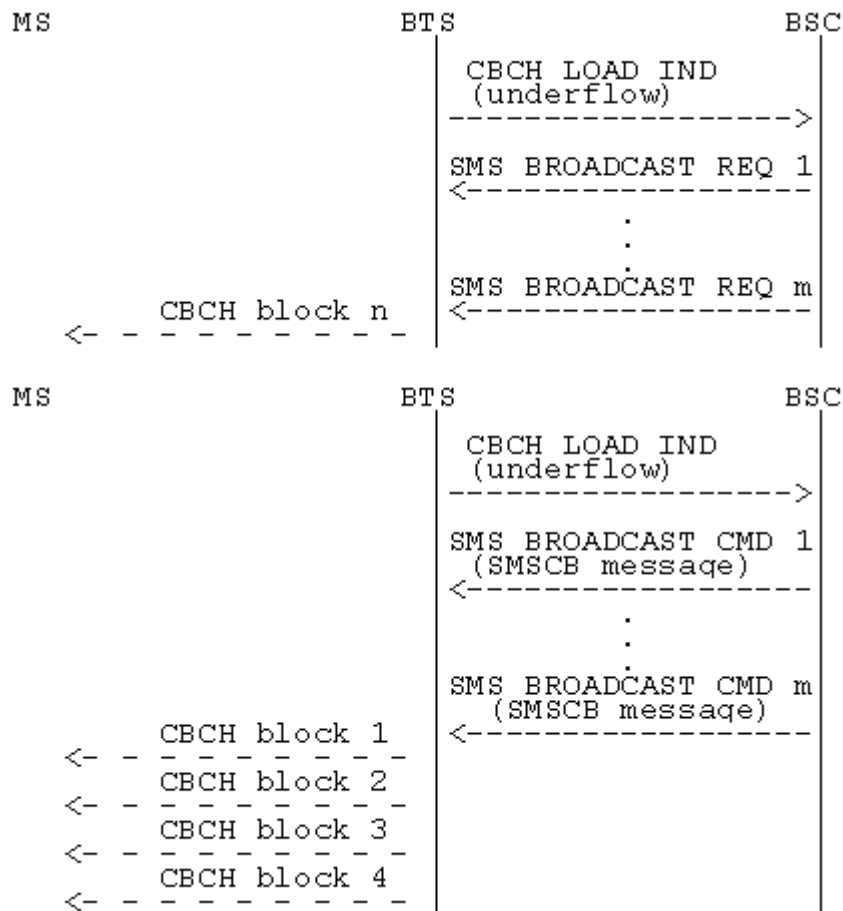 MS BTS BSC
CBCH LOAD IND
(underflow)
SMS BROADCAST REQ 1
.
.
.
SMS BROADCAST REQ m
CBCH block n
MS BTS BSC
CBCH LOAD IND
(underflow)
SMS BROADCAST CMD 1
(SMSCB message)
.
.
.
SMS BROADCAST CMD m
(SMSCB message)
CBCH block 1
CBCH block 2
CBCH block 3
CBCH block 4